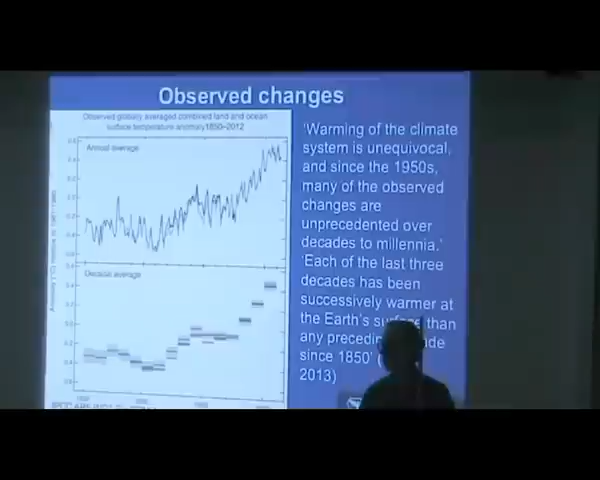 Observed changes
Observed globally averaged combined land and ocean
surface temperature anomaly 1850–2012
Annual average
Decadal average
'Warming of the climate
system is unequivocal,
and since the 1950s,
many of the observed
changes are
unprecedented over
decades to millennia.'
'Each of the last three
decades has been
successively warmer at
the Earth's surface than
any preceding
since 1850'
2013)